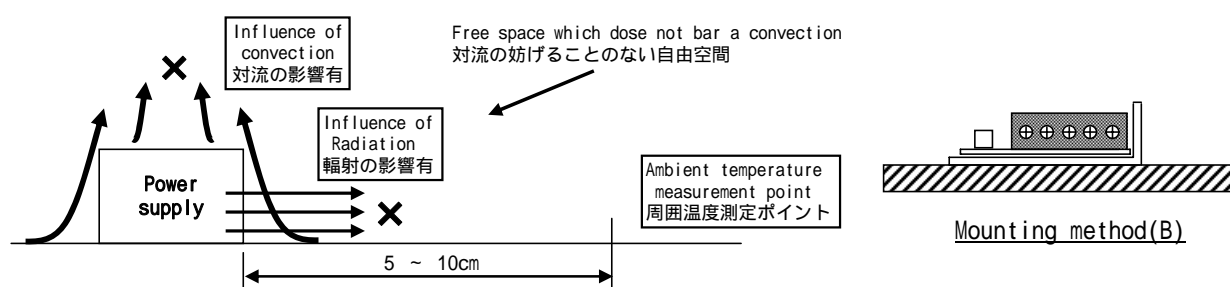 Influence of
convection
対流の影響有
Free space which dose not bar a convection
対流の妨げることのない自由空間
Influence of
Radiation
輻射の影響有
Power
supply
Ambient temperature
measurement point
周囲温度測定ポイント
5 ~ 10cm
Mounting method(B)